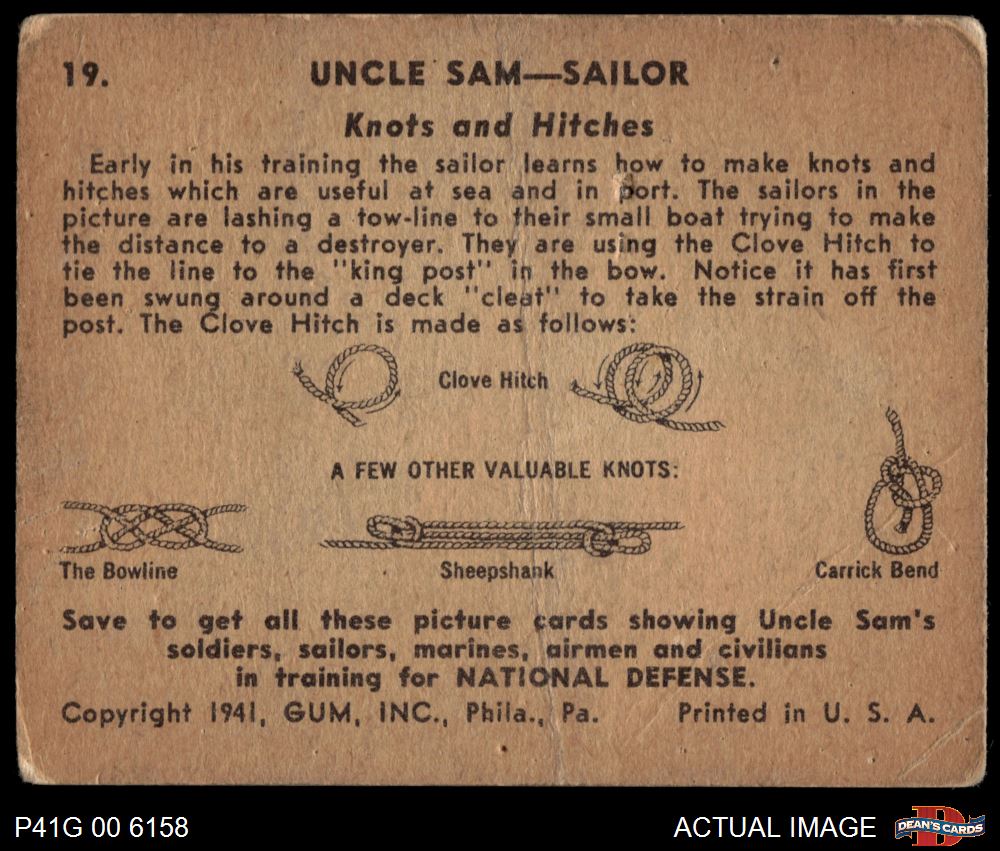 19. UNCLE SAM—SAILOR
Knots and Hitches
Early in his training the sailor learns how to make knots and
hitches which are useful at sea and in port. The sailors in the
picture are lashing a tow-line to their small boat trying to make
the distance to a destroyer. They are using the Clove Hitch to
tie the line to the "king post" in the bow. Notice it has first
been swung around a deck "cleat" to take the strain off the
post. The Clove Hitch is made as follows:
Clove Hitch
A FEW OTHER VALUABLE KNOTS:
The Bowline Sheepshank Carrick Bend
Save to get all these picture cards showing Uncle Sam's
soldiers, sailors, marines, airmen and civilians
in training for NATIONAL DEFENSE.
Copyright 1941, GUM, INC., Phila., Pa. Printed in U. S. A.
P41G 00 6158 ACTUAL IMAGE DEAN'S CARDS